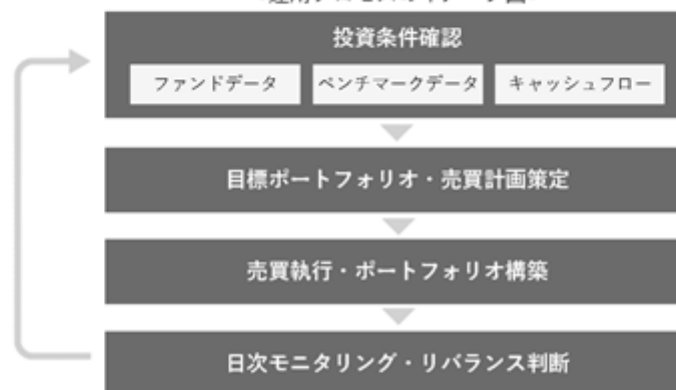 投資条件確認
ファンドデータ
ベンチマークデータ
キャッシュフロー
目標ポートフォリオ・売買計画策定
売買執行・ポートフォリオ構築
日次モニタリング・リバランス判断